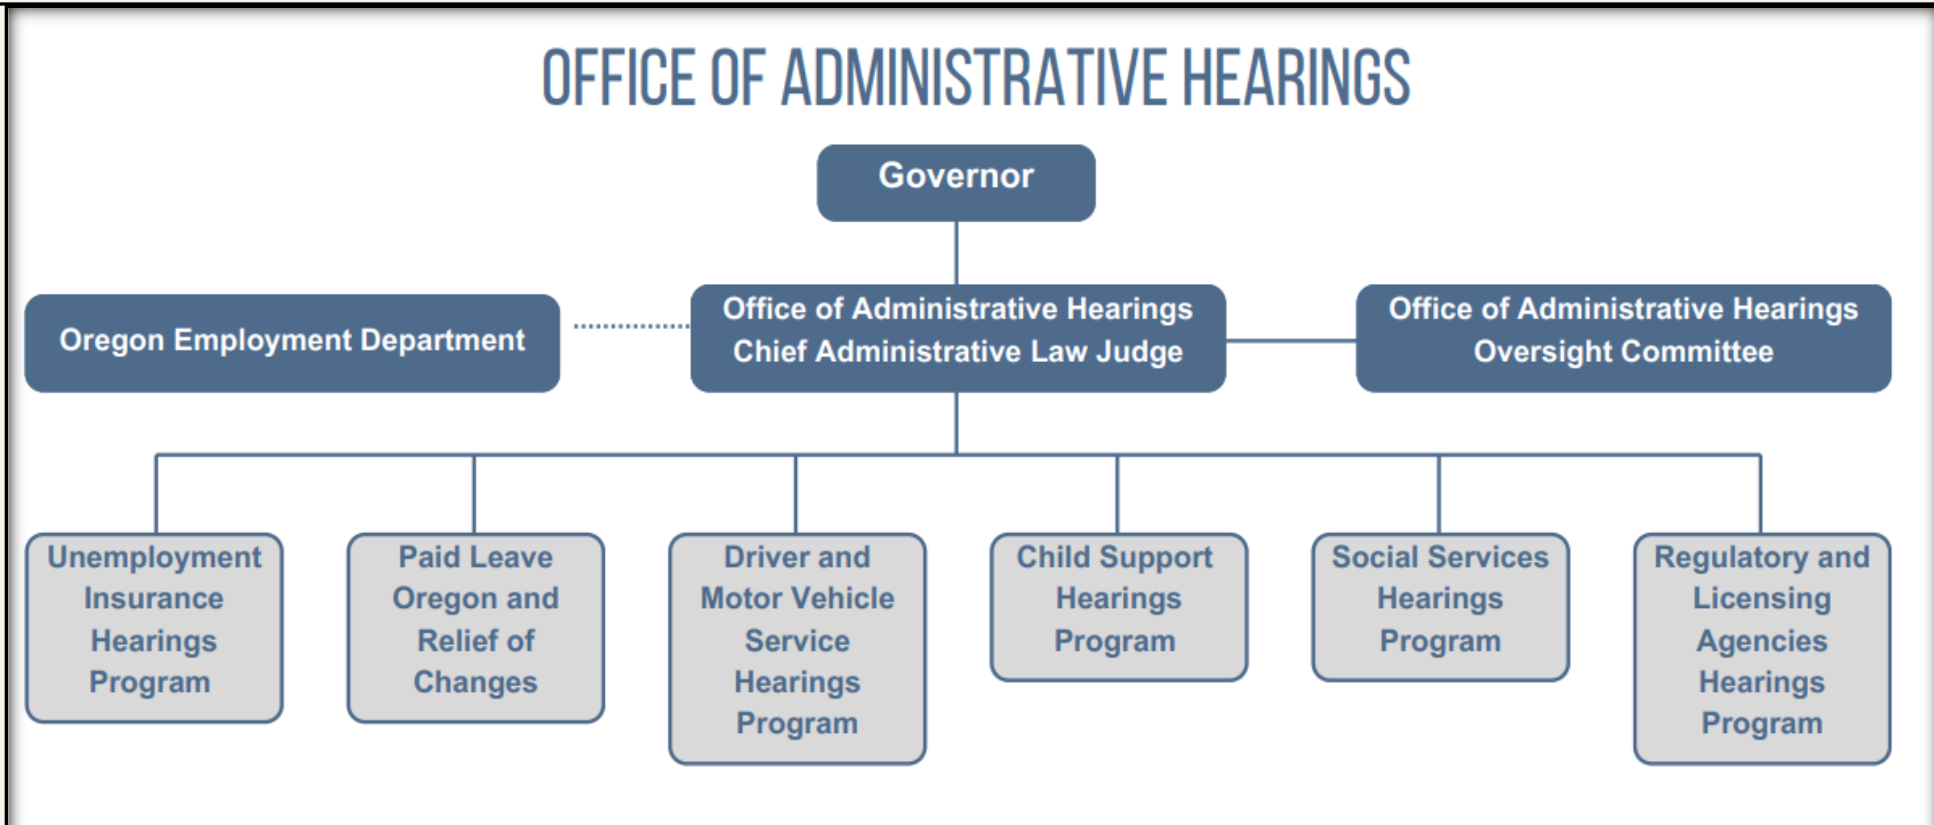 OFFICE OF ADMINISTRATIVE HEARINGS
Governor
Oregon Employment Department
Office of Administrative Hearings
Chief Administrative Law Judge
Office of Administrative Hearings
Oversight Committee
Unemployment
Insurance
Hearings
Program
Paid Leave
Oregon and
Relief of
Changes
Driver and
Motor Vehicle
Service
Hearings
Program
Child Support
Hearings
Program
Social Services
Hearings
Program
Regulatory and
Licensing
Agencies
Hearings
Program